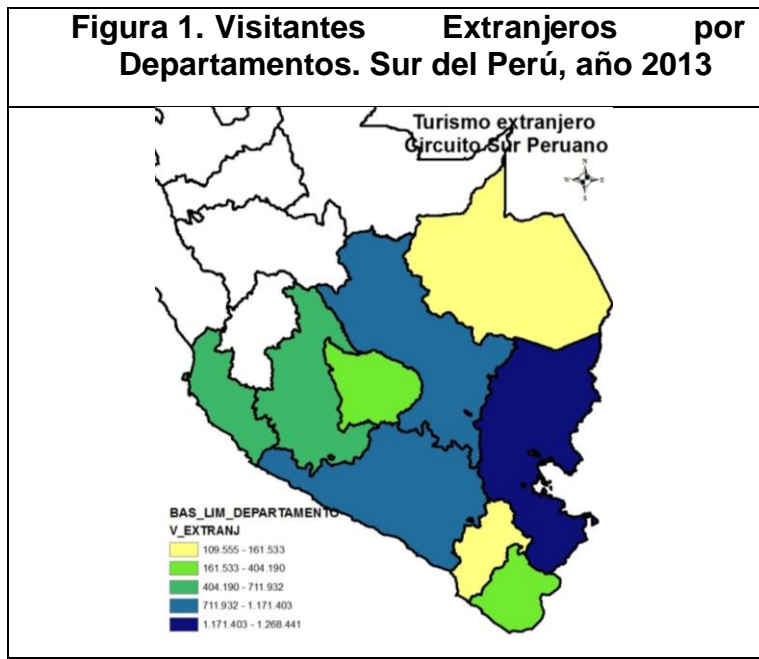 Figura 1. Visitantes Extranjeros por
Departamentos. Sur del Perú, año 2013
Turismo extranjero
Circuito Sur Peruano
N
W E
S
BAS_LIM_DEPARTAMENTO
V_EXTRANJ
109.555 - 161.533
161.533 - 404.190
404.190 - 711.932
711.932 - 1.171.403
1.171.403 - 1.268.441